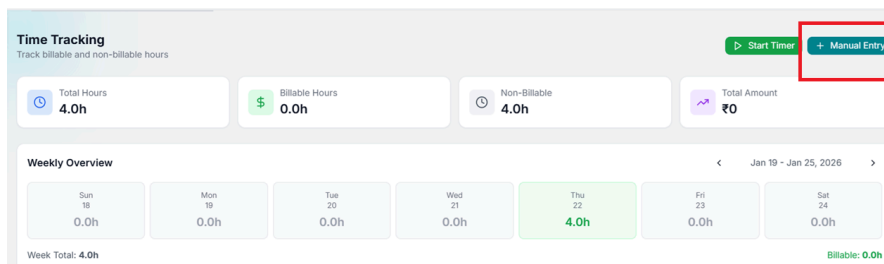 Time Tracking
Track billable and non-billable hours
Start Timer
+ Manual Entry
Total Hours
4.0h
Billable Hours
0.0h
Non-Billable
4.0h
Total Amount
₹0
Weekly Overview
< Jan 19 - Jan 25, 2026 >
Sun
18
0.0h
Mon
19
0.0h
Tue
20
0.0h
Wed
21
0.0h
Thu
22
4.0h
Fri
23
0.0h
Sat
24
0.0h
Week Total: 4.0h
Billable: 0.0h